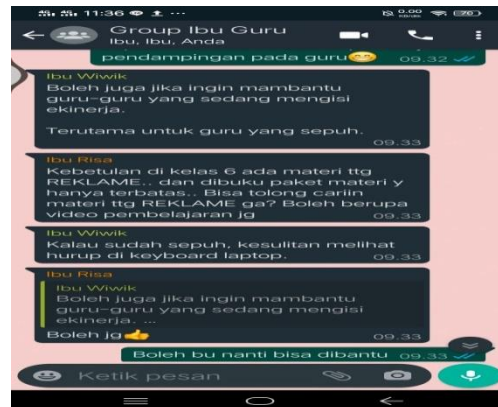 11:36
0.00
KB/DTK
Group Ibu Guru
Ibu, Ibu, Anda
pendampingan pada guru😊 09.32
Ibu Wiwik
Boleh juga jika ingin mambantu
guru-guru yang sedang mengisi
ekinerja.
Terutama untuk guru yang sepuh.
09.33
Ibu Risa
Kebetulan di kelas 6 ada materi ttg
REKLAME.. dan dibuku paket materi y
hanya terbatas.. Bisa tolong cariin
materi ttg REKLAME ga? Boleh berupa
video pembelajaran jg 09.33
Ibu Wiwik
Kalau sudah sepuh, kesulitan melihat
hurup di keyboard laptop. 09.33
Ibu Risa
Ibu Wiwik
Boleh juga jika ingin mambantu
guru-guru yang sedang mengisi
ekinerja. ...
Boleh jg👍 09.33
Boleh bu nanti bisa dibantu 09.33
Ketik pesan